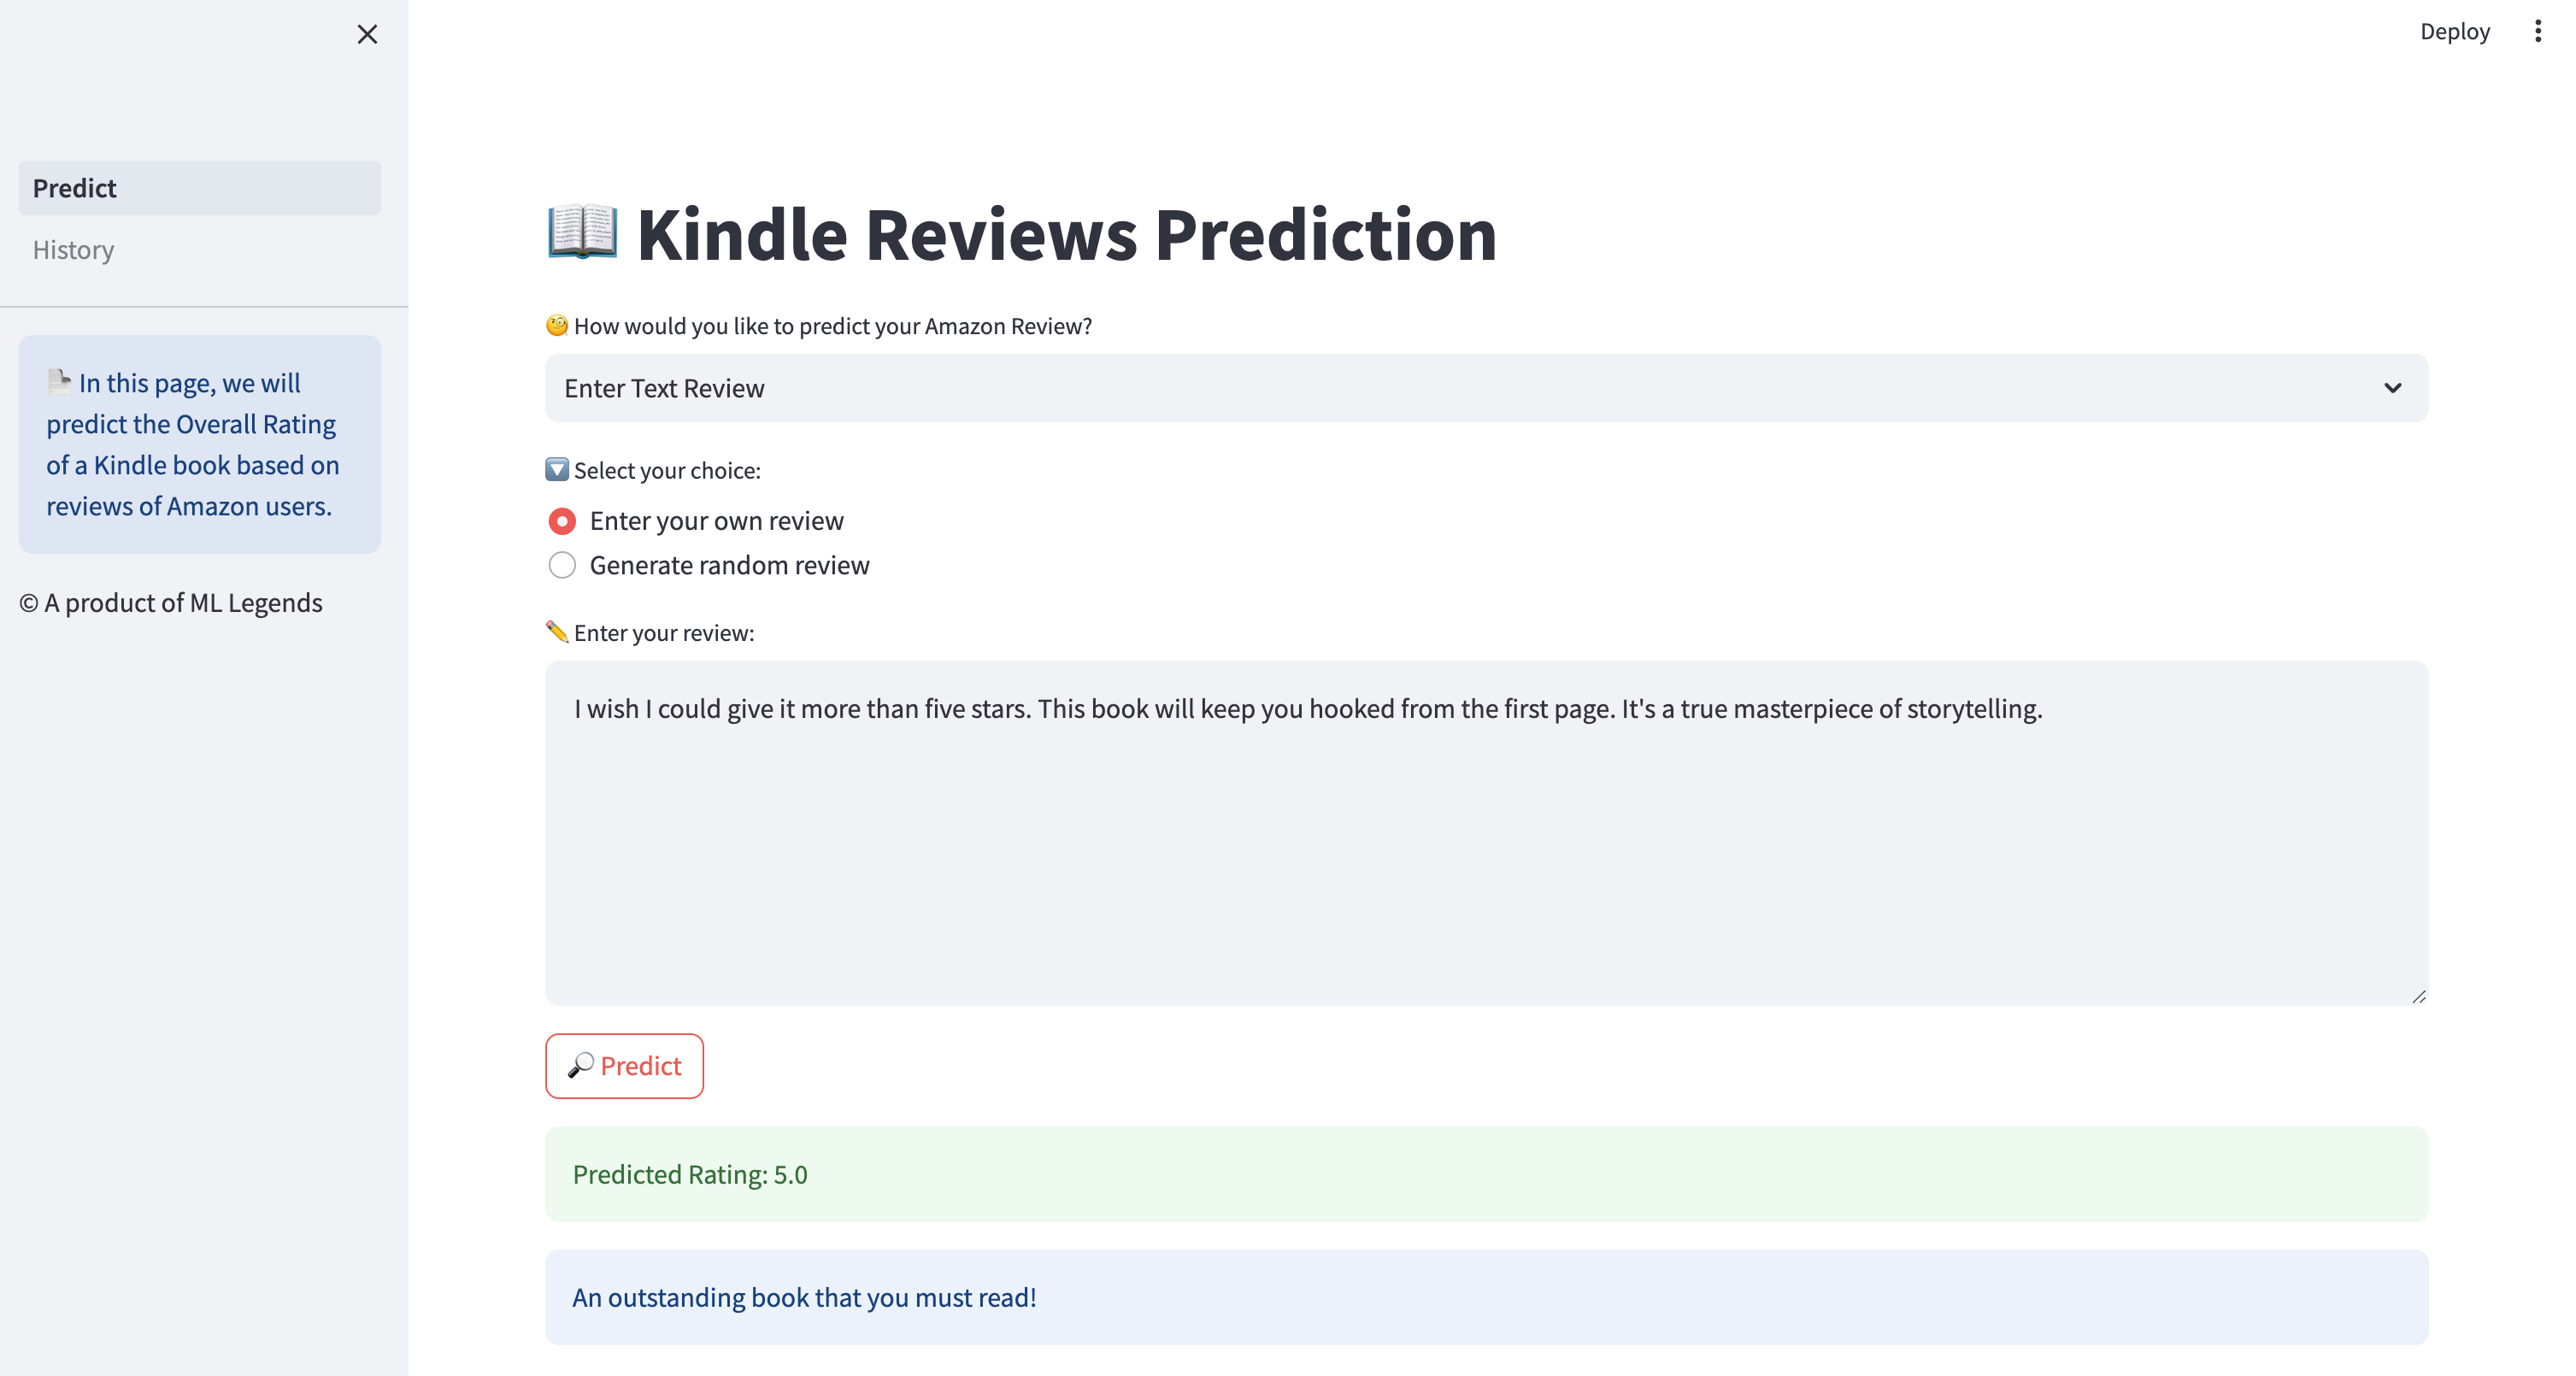 Deploy
Predict
History
In this page, we will
predict the Overall Rating
of a Kindle book based on
reviews of Amazon users.
© A product of ML Legends
📖 Kindle Reviews Prediction
🧐 How would you like to predict your Amazon Review?
Enter Text Review
🔽 Select your choice:
Enter your own review
Generate random review
✏️ Enter your review:
I wish I could give it more than five stars. This book will keep you hooked from the first page. It's a true masterpiece of storytelling.
🔎 Predict
Predicted Rating: 5.0
An outstanding book that you must read!